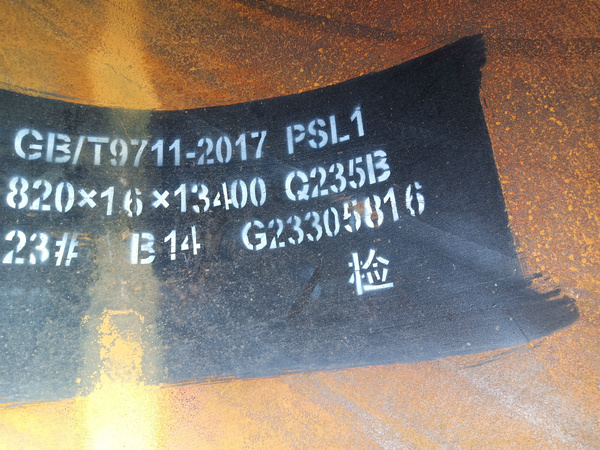 GB/T9711-2017 PSL1
820×16×13400 Q235B
23# B14 G23305816
检